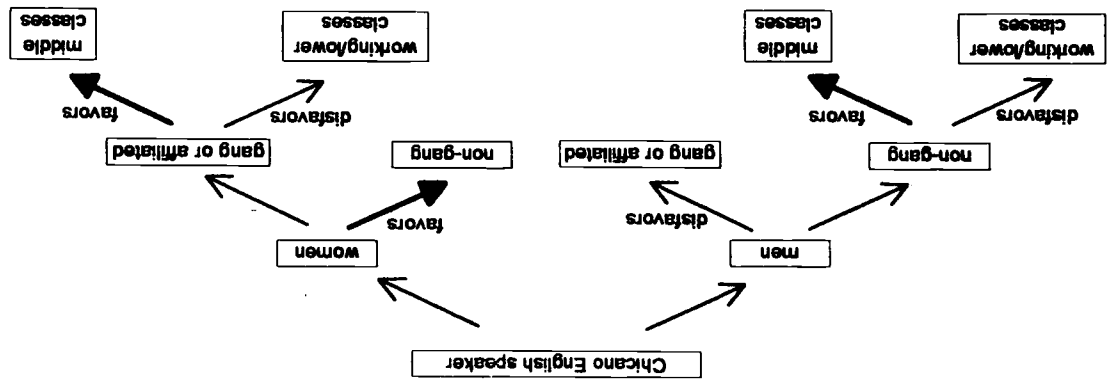 Chicano English speaker
men
women
disfavors
favors
non-gang
gang or affiliated
non-gang
gang or affiliated
disfavors
favors
disfavors
favors
working/lower
classes
middle
classes
working/lower
classes
middle
classes